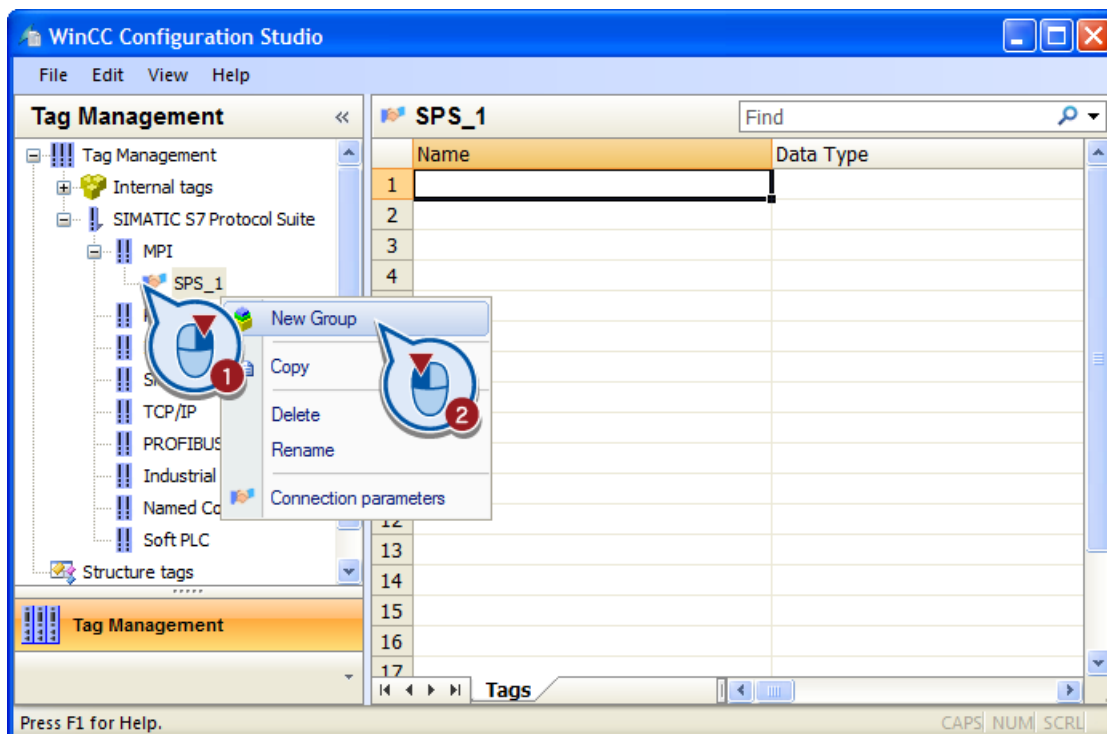 WinCC Configuration Studio
File Edit View Help
Tag Management «
SPS_1
Find
Name Data Type
Tag Management
Internal tags
SIMATIC S7 Protocol Suite
MPI
SPS_1
TCP/IP
PROFIBUS
Industrial
Named Co
Soft PLC
Structure tags
New Group
Copy
Delete
Rename
Connection parameters
1
2
1
2
3
4
12
13
14
15
16
17
Tag Management
Tags
Press F1 for Help.
CAPS NUM SCRL